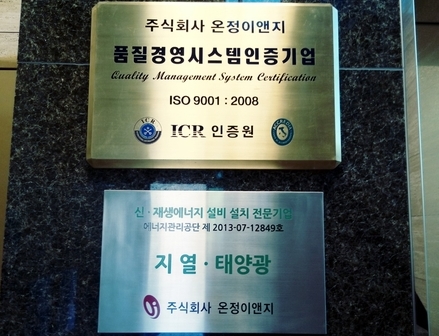 주식회사 온정이앤지
품질경영시스템인증기업
Quality Management System Certification
ISO 9001 : 2008
ICR 인증원
신·재생에너지 설비 설치 전문기업
에너지관리공단 제 2013-07-12849호
지열·태양광
주식회사 온정이앤지